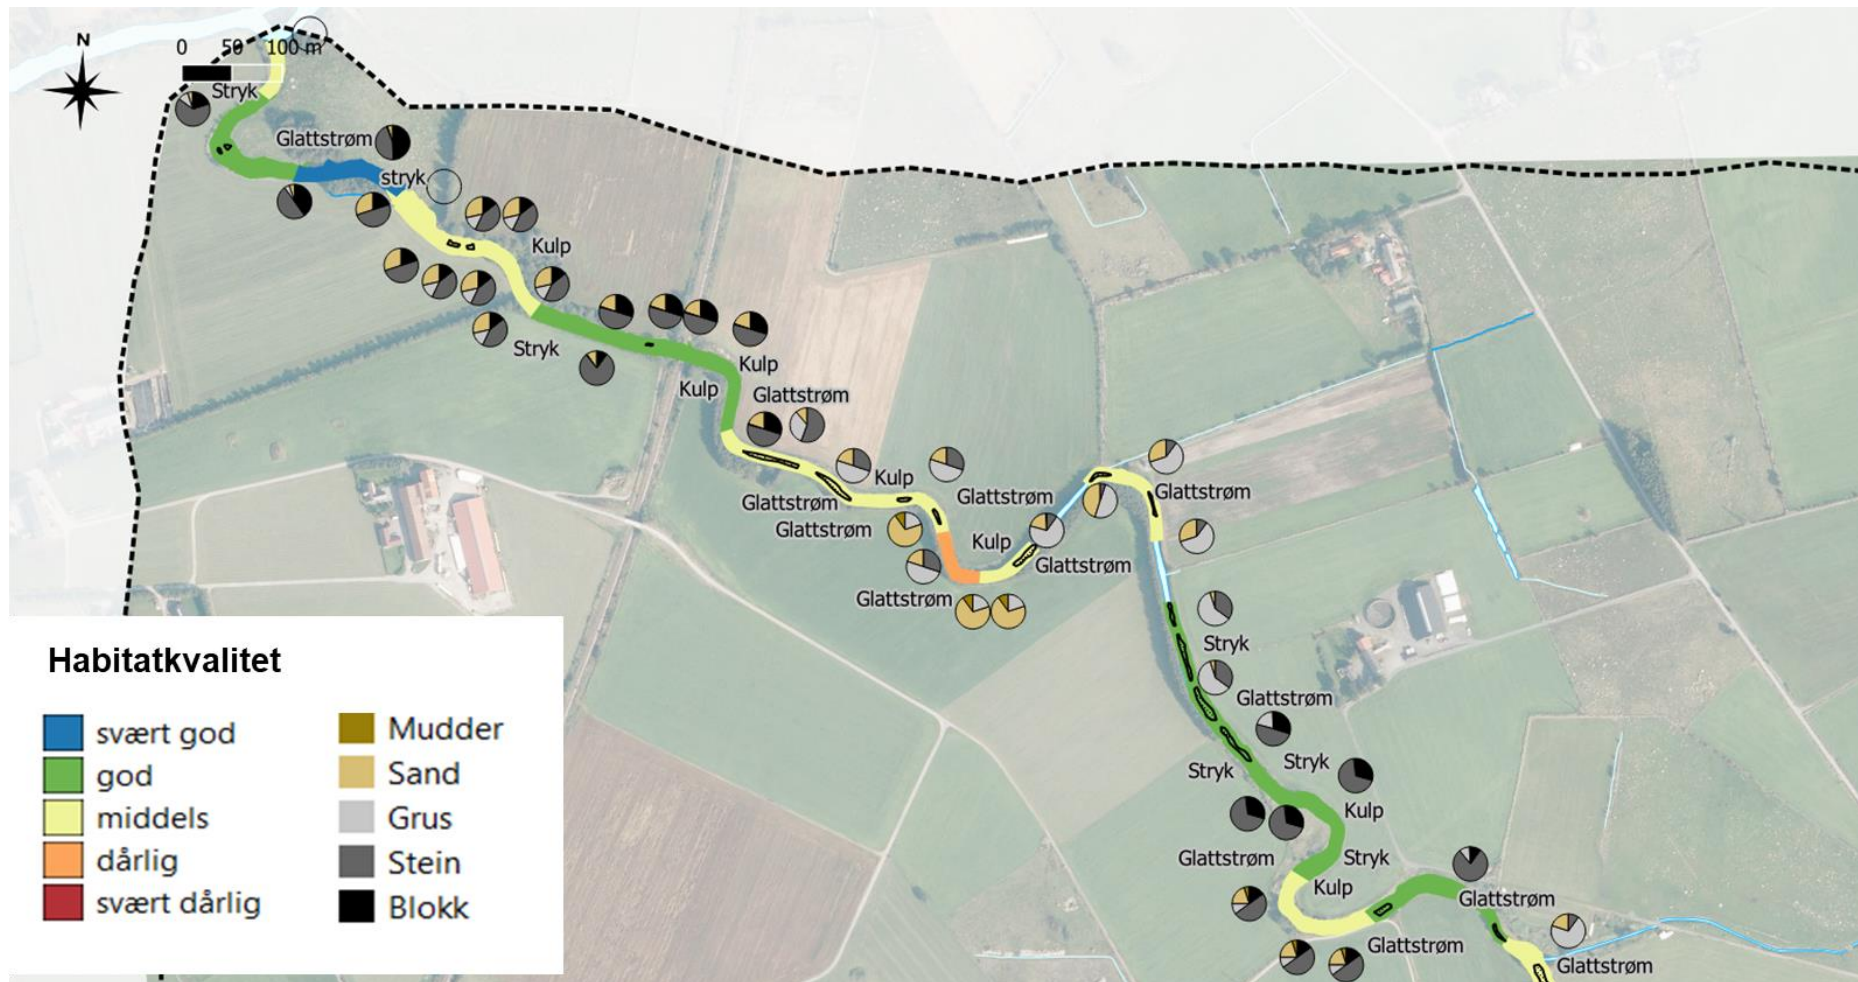 N
0 50 100 m
Stryk
Glattstrøm
stryk
Kulp
Stryk
Kulp
Kulp
Glattstrøm
Kulp
Glattstrøm
Glattstrøm
Glattstrøm
Glattstrøm
Kulp
Glattstrøm
Glattstrøm
Stryk
Glattstrøm
Stryk
Stryk
Kulp
Glattstrøm
Stryk
Kulp
Glattstrøm
Glattstrøm
Glattstrøm
Habitatkvalitet
svært god
god
middels
dårlig
svært dårlig
Mudder
Sand
Grus
Stein
Blokk